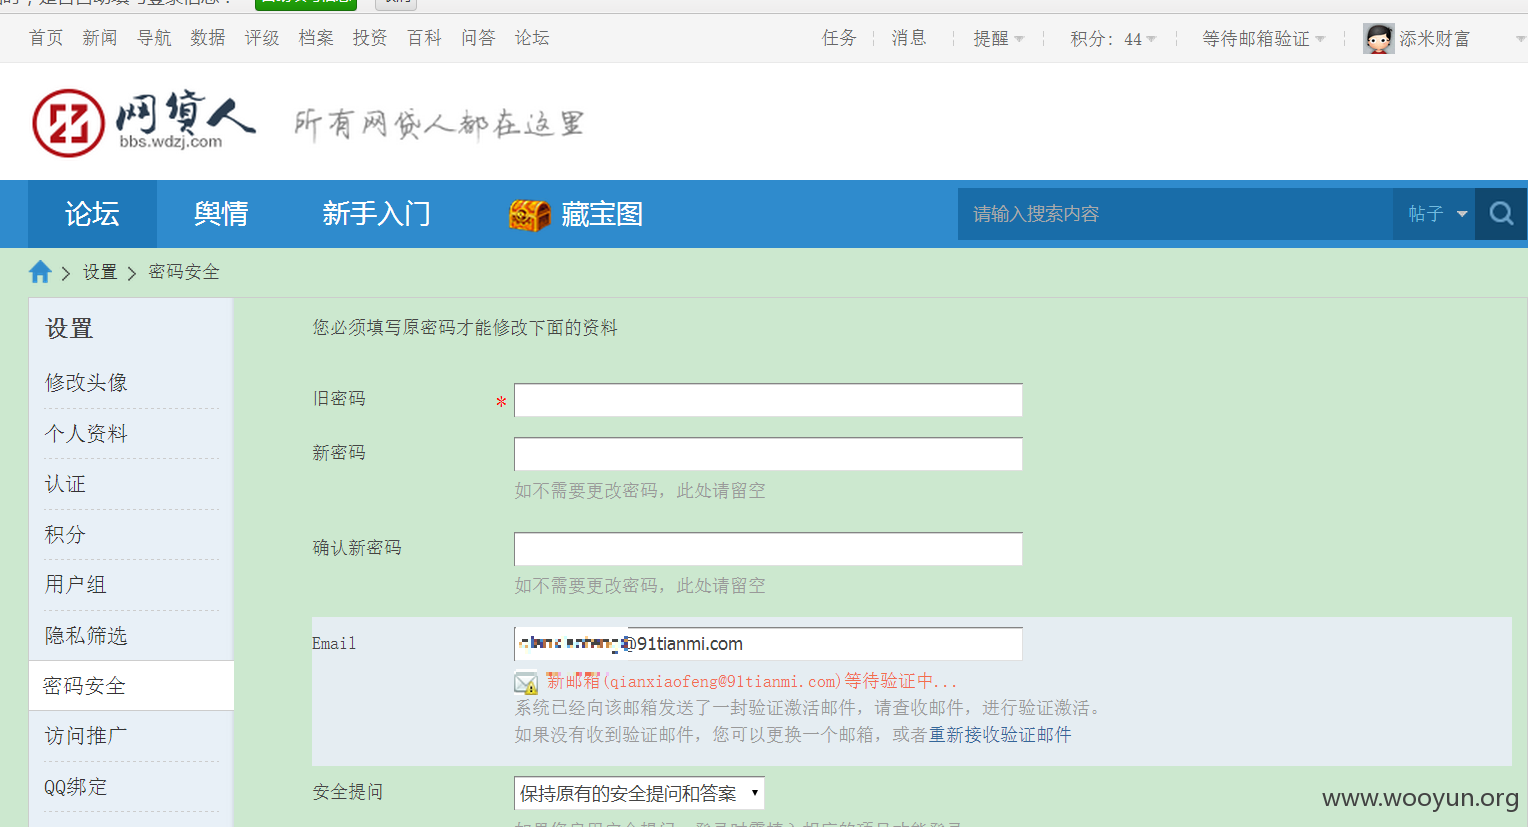 首页 新闻 导航 数据 评级 档案 投资 百科 问答 论坛 任务 消息 提醒 积分：44 等待邮箱验证 添米财富
网贷人
bbs.wdzj.com
所有网贷人都在这里
论坛 舆情 新手入门 藏宝图 请输入搜索内容 帖子
设置 密码安全
设置
修改头像
个人资料
认证
积分
用户组
隐私筛选
密码安全
访问推广
QQ绑定
您必须填写原密码才能修改下面的资料
旧密码 *
新密码
如不需要更改密码，此处请留空
确认新密码
如不需要更改密码，此处请留空
Email @91tianmi.com
新邮箱(qianxiaofeng@91tianmi.com)等待验证中...
系统已经向该邮箱发送了一封验证激活邮件，请查收邮件，进行验证激活。
如果没有收到验证邮件，您可以更换一个邮箱，或者重新接收验证邮件
安全提问 保持原有的安全提问和答案
www.wooyun.org